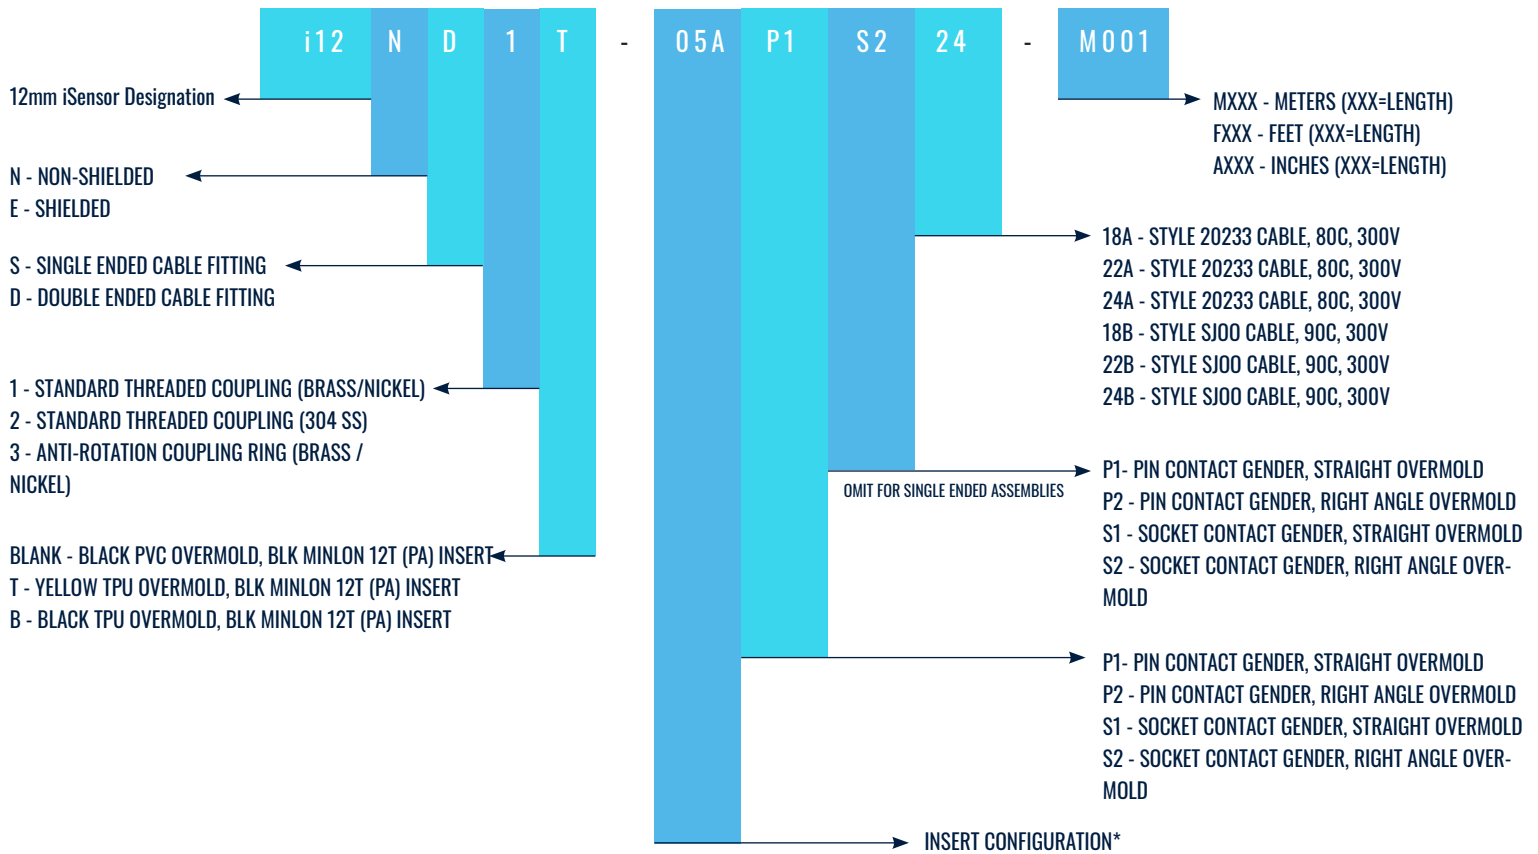 i12 N D 1 T - 05A P1 S2 24 - M001
12mm iSensor Designation
N - NON-SHIELDED
E - SHIELDED
S - SINGLE ENDED CABLE FITTING
D - DOUBLE ENDED CABLE FITTING
1 - STANDARD THREADED COUPLING (BRASS/NICKEL)
2 - STANDARD THREADED COUPLING (304 SS)
3 - ANTI-ROTATION COUPLING RING (BRASS /
NICKEL)
BLANK - BLACK PVC OVERMOLD, BLK MINLON 12T (PA) INSERT
T - YELLOW TPU OVERMOLD, BLK MINLON 12T (PA) INSERT
B - BLACK TPU OVERMOLD, BLK MINLON 12T (PA) INSERT
MXXX - METERS (XXX=LENGTH)
FXXX - FEET (XXX=LENGTH)
AXXX - INCHES (XXX=LENGTH)
18A - STYLE 20233 CABLE, 80C, 300V
22A - STYLE 20233 CABLE, 80C, 300V
24A - STYLE 20233 CABLE, 80C, 300V
18B - STYLE SJOO CABLE, 90C, 300V
22B - STYLE SJOO CABLE, 90C, 300V
24B - STYLE SJOO CABLE, 90C, 300V
OMIT FOR SINGLE ENDED ASSEMBLIES
P1- PIN CONTACT GENDER, STRAIGHT OVERMOLD
P2 - PIN CONTACT GENDER, RIGHT ANGLE OVERMOLD
S1 - SOCKET CONTACT GENDER, STRAIGHT OVERMOLD
S2 - SOCKET CONTACT GENDER, RIGHT ANGLE OVER-
MOLD
P1- PIN CONTACT GENDER, STRAIGHT OVERMOLD
P2 - PIN CONTACT GENDER, RIGHT ANGLE OVERMOLD
S1 - SOCKET CONTACT GENDER, STRAIGHT OVERMOLD
S2 - SOCKET CONTACT GENDER, RIGHT ANGLE OVER-
MOLD
INSERT CONFIGURATION*